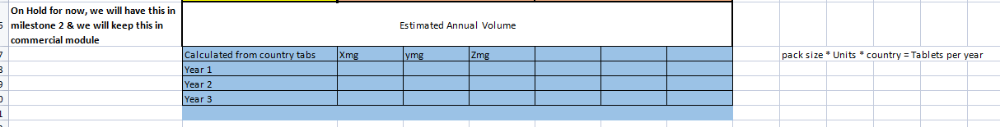 On Hold for now, we will have this in
milestone 2 & we will keep this in
commercial module
Estimated Annual Volume
Calculated from country tabs Xmg ymg Zmg
pack size * Units * country = Tablets per year
Year 1
Year 2
Year 3